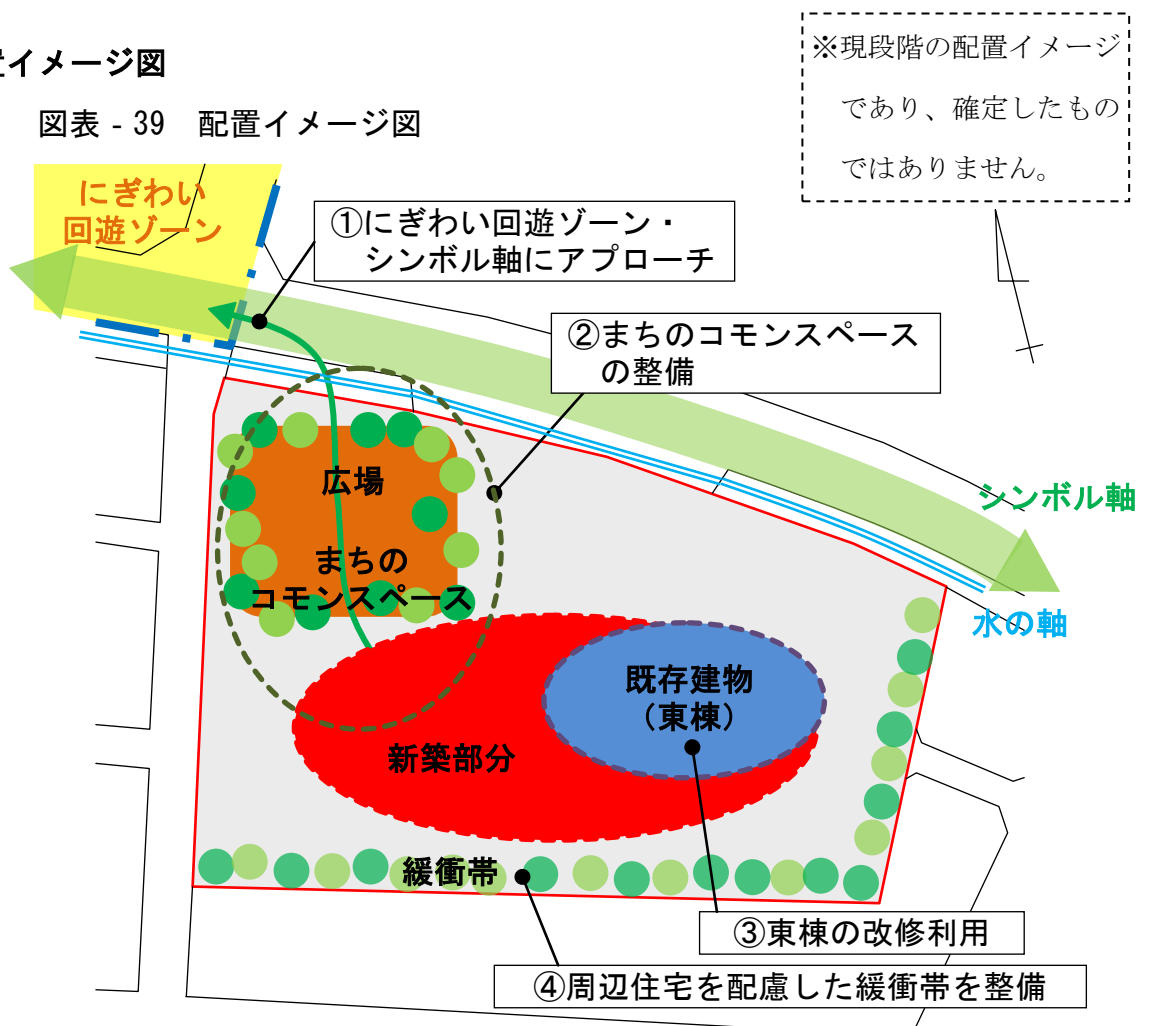 イメージ図
図表 - 39　配置イメージ図
※現段階の配置イメージ
であり、確定したもの
ではありません。
にぎわい
回遊ゾーン
①にぎわい回遊ゾーン・
シンボル軸にアプローチ
②まちのコモンスペース
の整備
広場
シンボル軸
まちの
コモンスペース
水の軸
既存建物
（東棟）
新築部分
緩衝帯
③東棟の改修利用
④周辺住宅を配慮した緩衝帯を整備